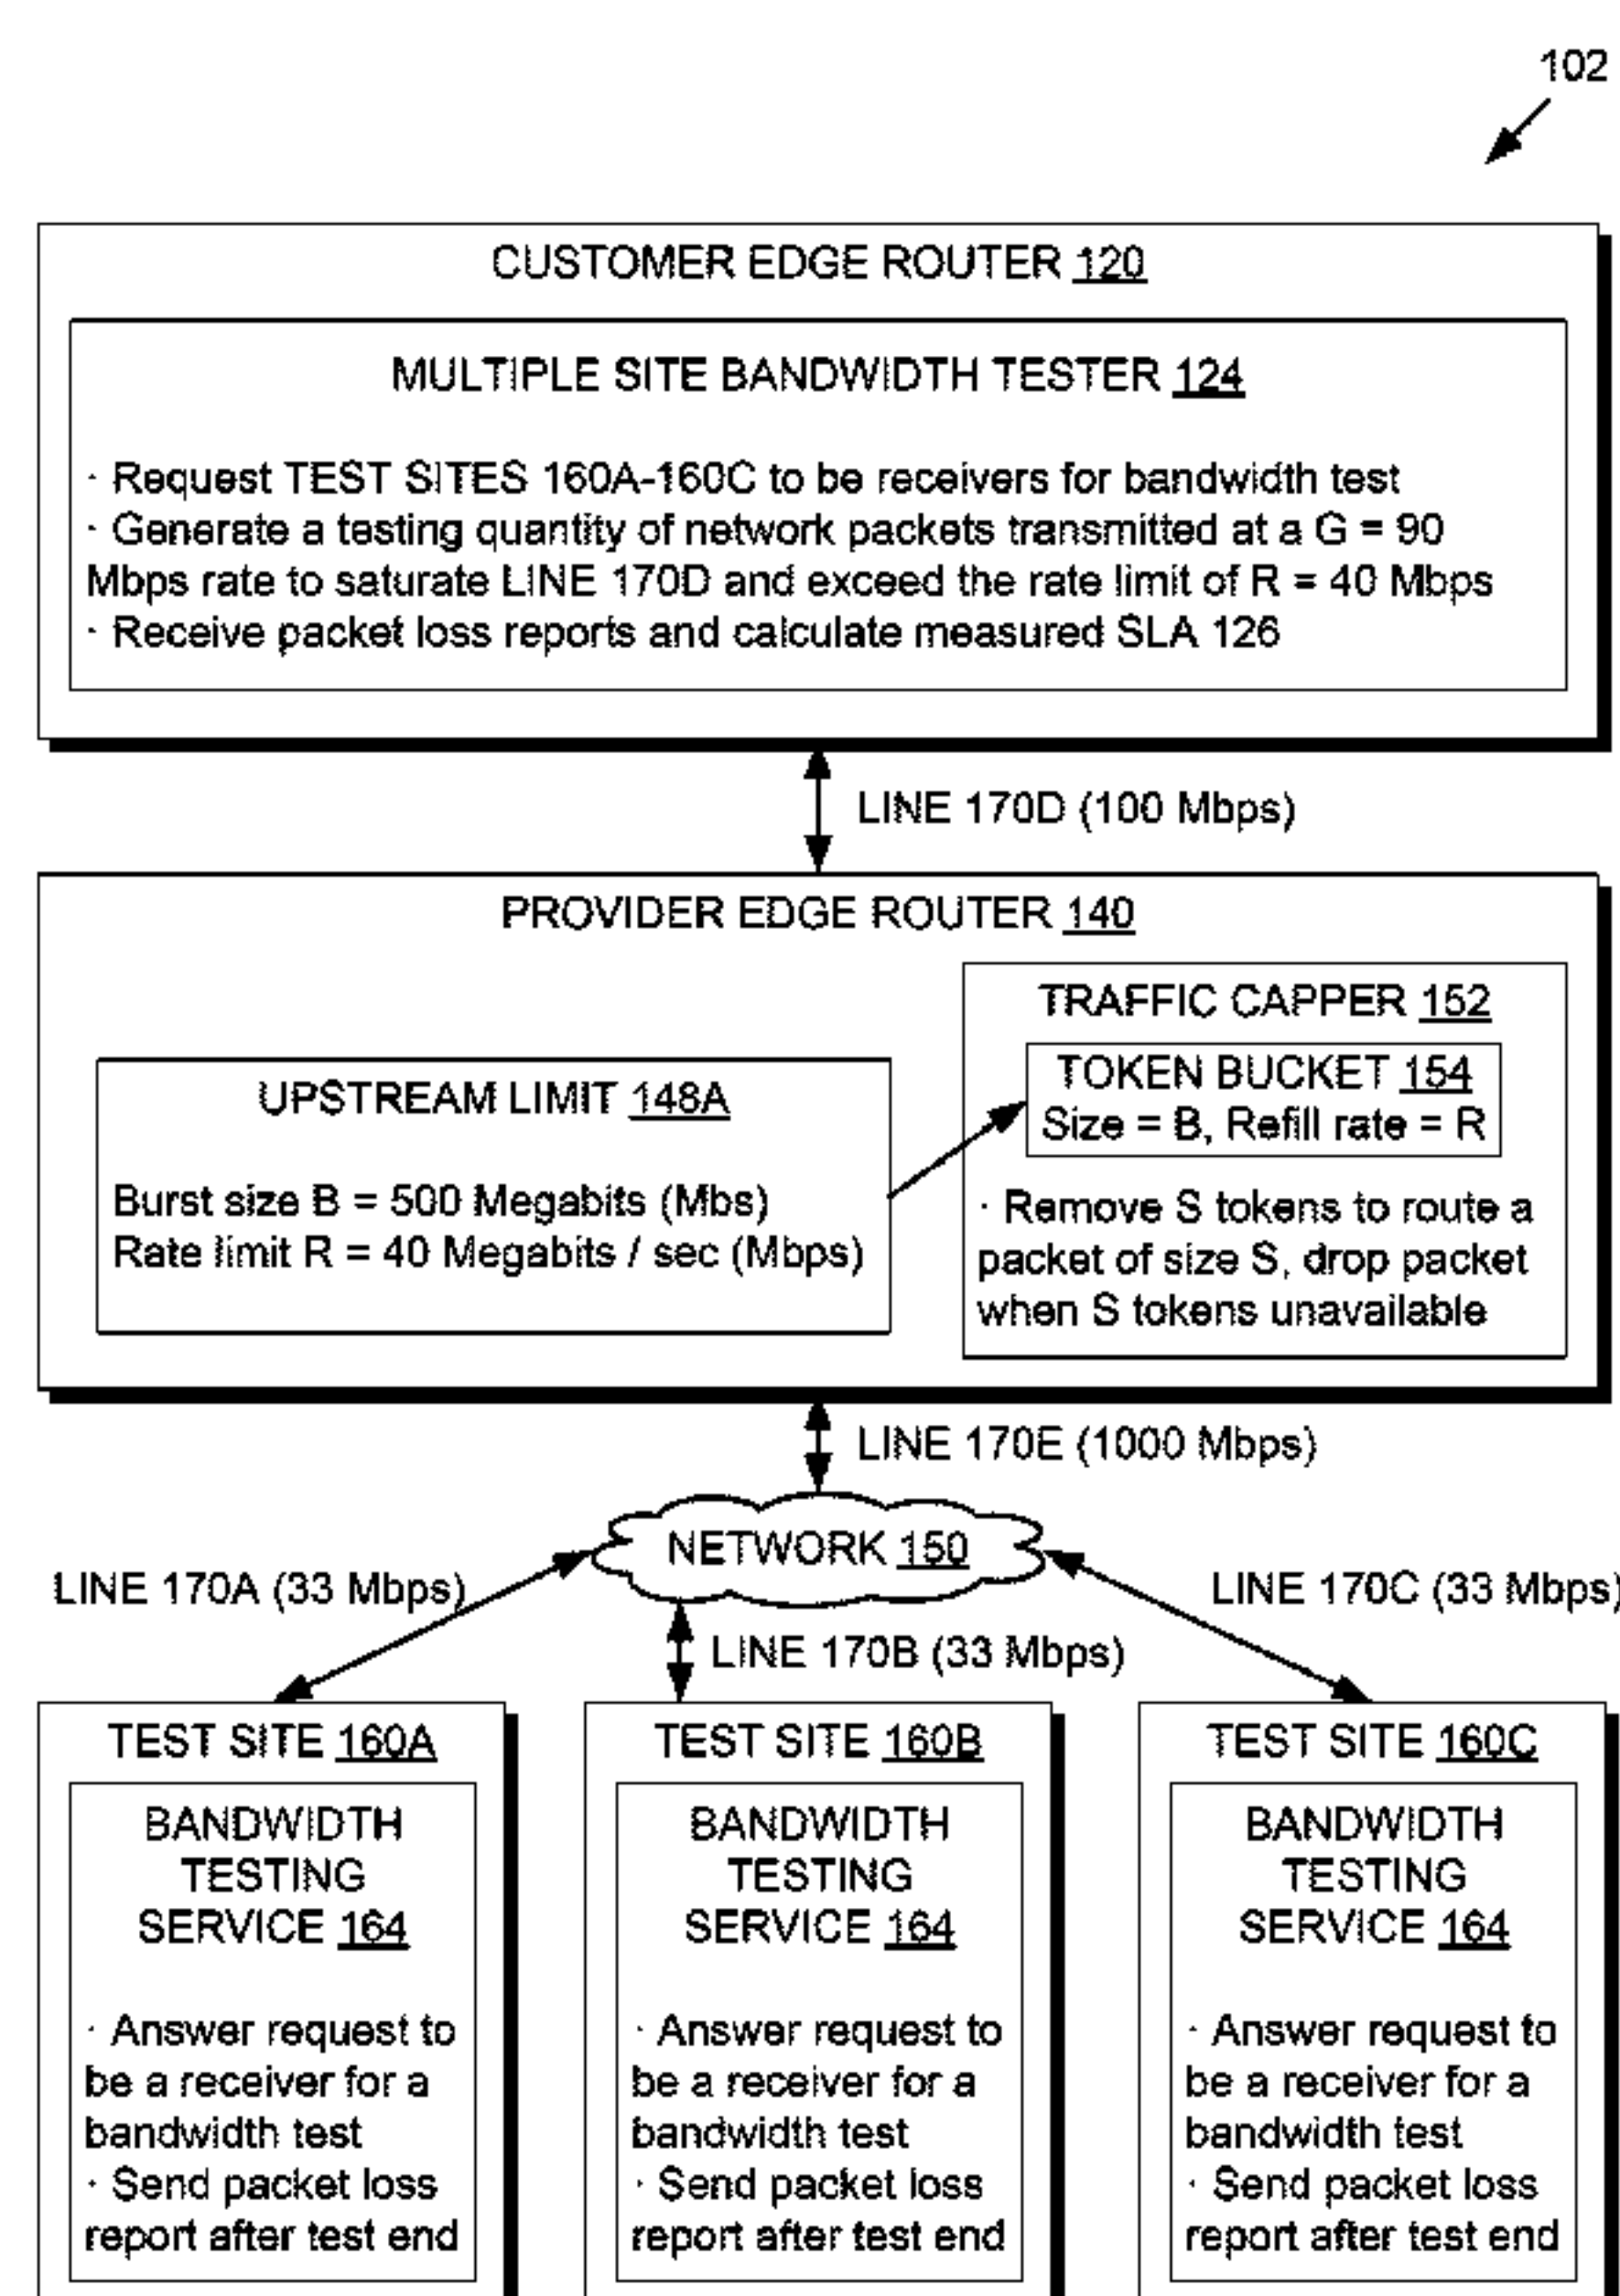 102
CUSTOMER EDGE ROUTER 120
MULTIPLE SITE BANDWIDTH TESTER 124
· Request TEST SITES 160A-160C to be receivers for bandwidth test
· Generate a testing quantity of network packets transmitted at a G = 90
Mbps rate to saturate LINE 170D and exceed the rate limit of R = 40 Mbps
· Receive packet loss reports and calculate measured SLA 126
LINE 170D (100 Mbps)
PROVIDER EDGE ROUTER 140
UPSTREAM LIMIT 148A
Burst size B = 500 Megabits (Mbs)
Rate limit R = 40 Megabits / sec (Mbps)
TRAFFIC CAPPER 152
TOKEN BUCKET 154
Size = B, Refill rate = R
· Remove S tokens to route a
packet of size S, drop packet
when S tokens unavailable
LINE 170E (1000 Mbps)
NETWORK 150
LINE 170A (33 Mbps)
LINE 170B (33 Mbps)
LINE 170C (33 Mbps)
TEST SITE 160A
BANDWIDTH
TESTING
SERVICE 164
· Answer request to
be a receiver for a
bandwidth test
· Send packet loss
report after test end
TEST SITE 160B
BANDWIDTH
TESTING
SERVICE 164
· Answer request to
be a receiver for a
bandwidth test
· Send packet loss
report after test end
TEST SITE 160C
BANDWIDTH
TESTING
SERVICE 164
· Answer request to
be a receiver for a
bandwidth test
· Send packet loss
report after test end